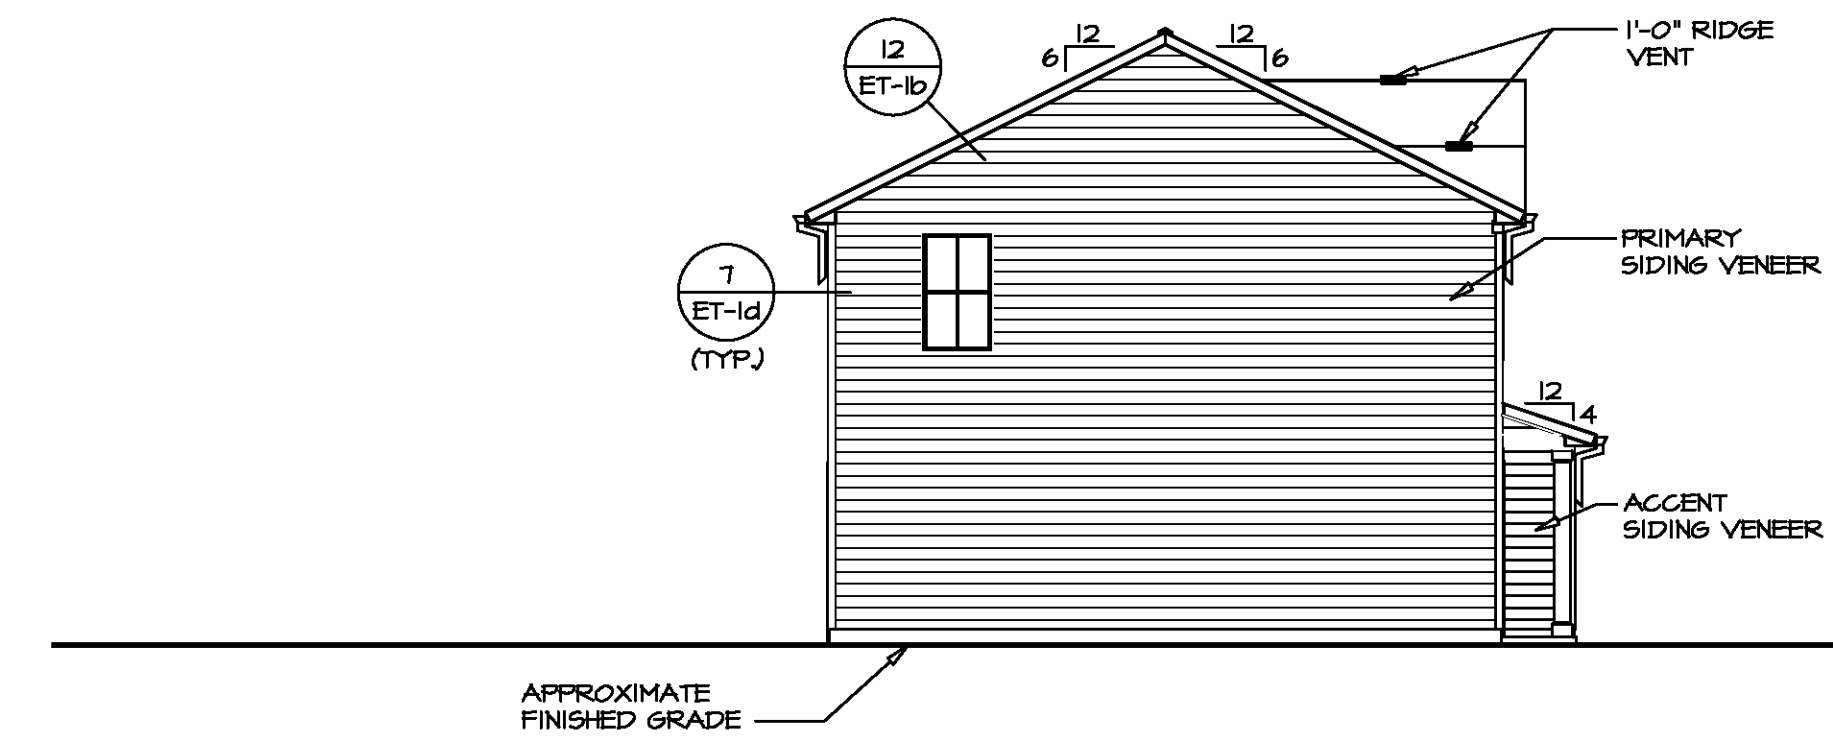 12
ET-1b
12
6
12
6
1'-0" RIDGE
VENT
7
ET-1d
(TYP.)
PRIMARY
SIDING VENEER
12
4
ACCENT
SIDING VENEER
APPROXIMATE
FINISHED GRADE